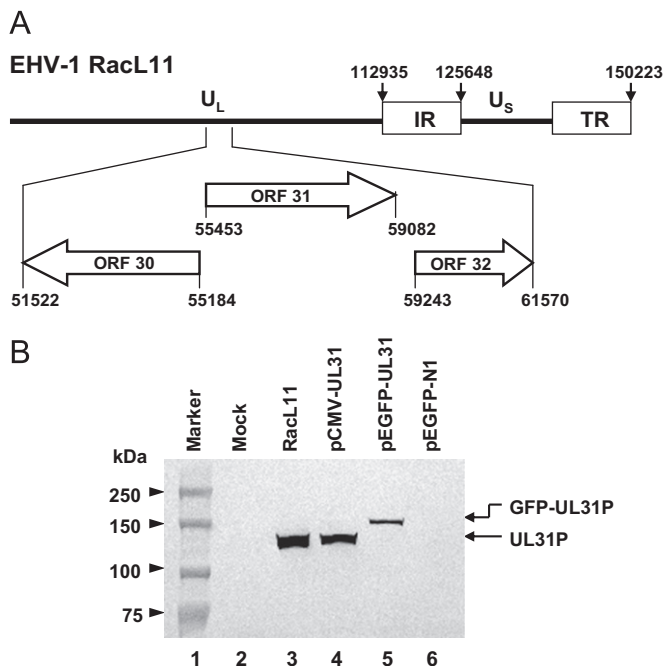 A
EHV-1 RacL11
112935 125648 150223
UL US
IR TR
ORF 31
55453 59082
ORF 30 ORF 32
51522 55184 59243 61570
B
Marker Mock RacL11 pCMV-UL31 pEGFP-UL31 pEGFP-N1
kDa
250
GFP-UL31P
150
UL31P
100
75
1 2 3 4 5 6